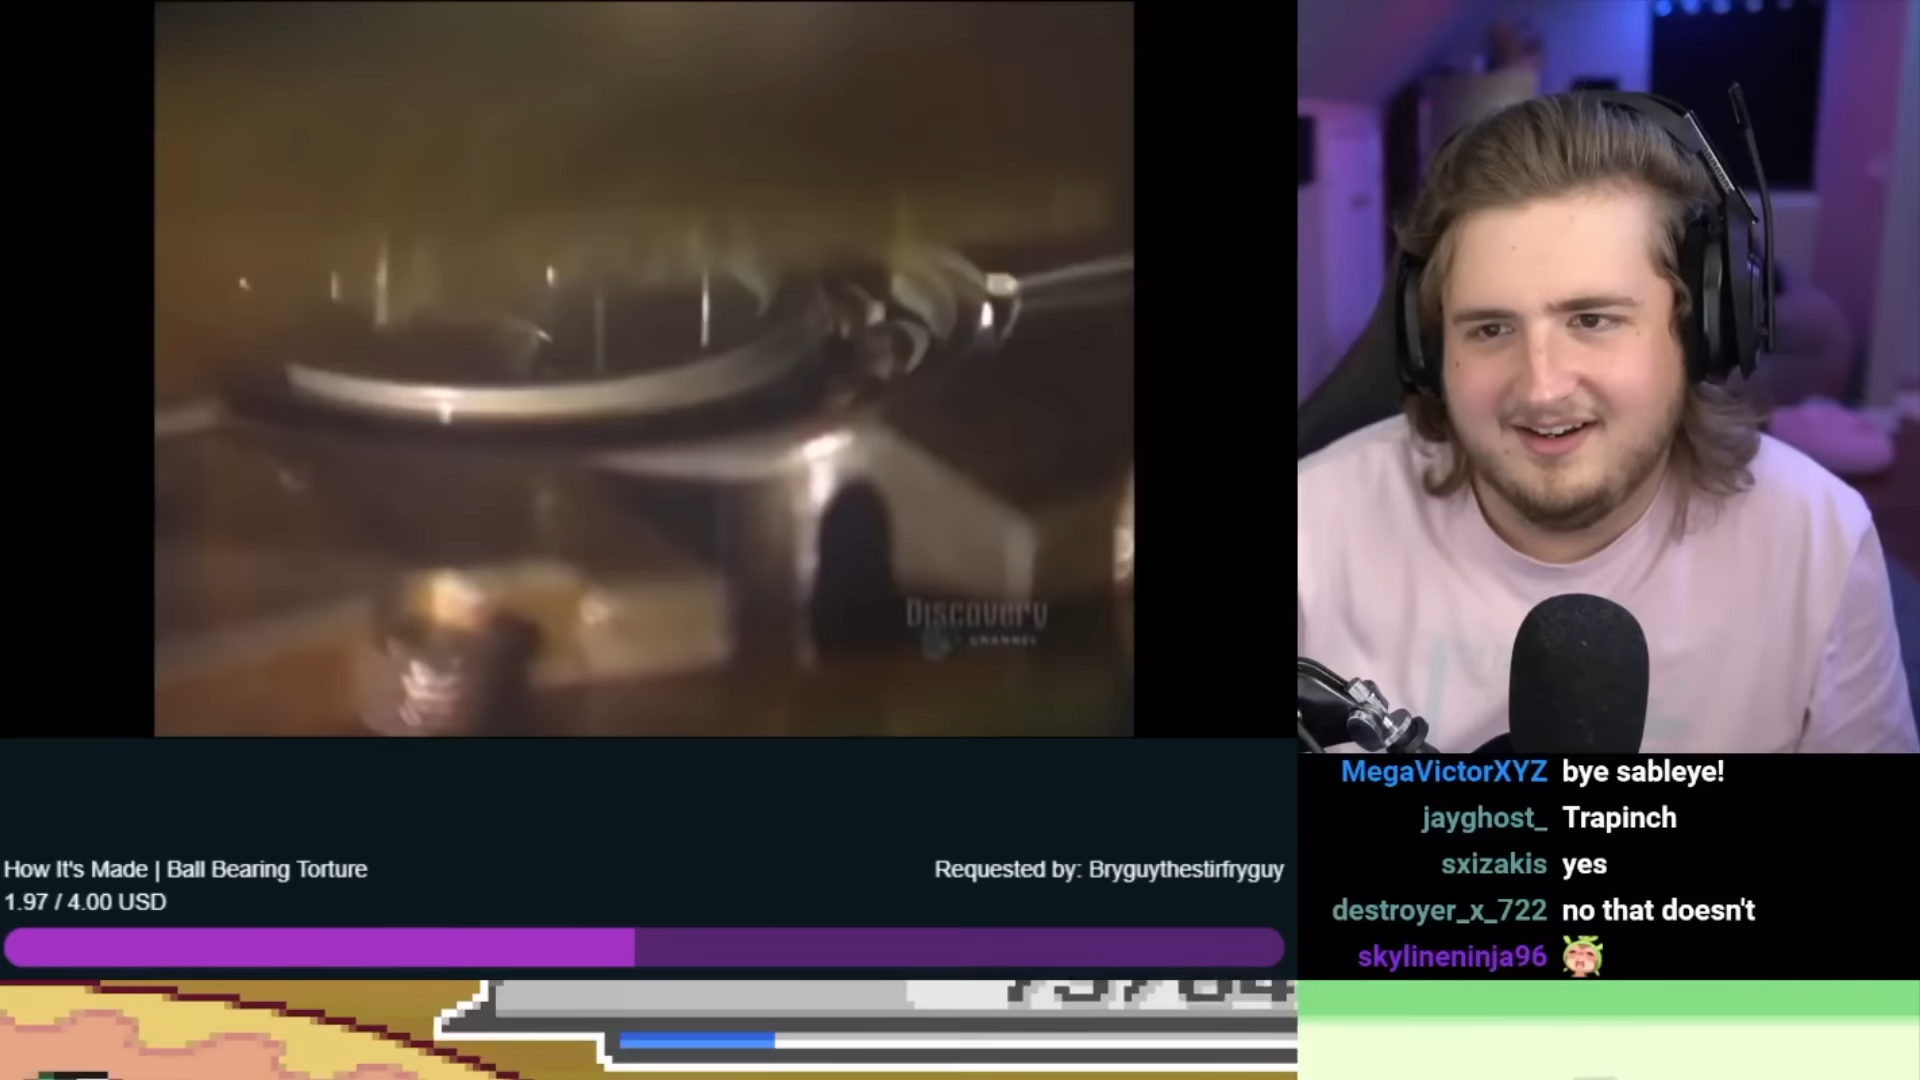 Discovery
CHANNEL
How It's Made | Ball Bearing Torture
Requested by: Bryguythestirfryguy
1.97 / 4.00 USD
MegaVictorXYZ bye sableye!
jayghost_ Trapinch
sxizakis yes
destroyer_x_722 no that doesn't
skylineninja96